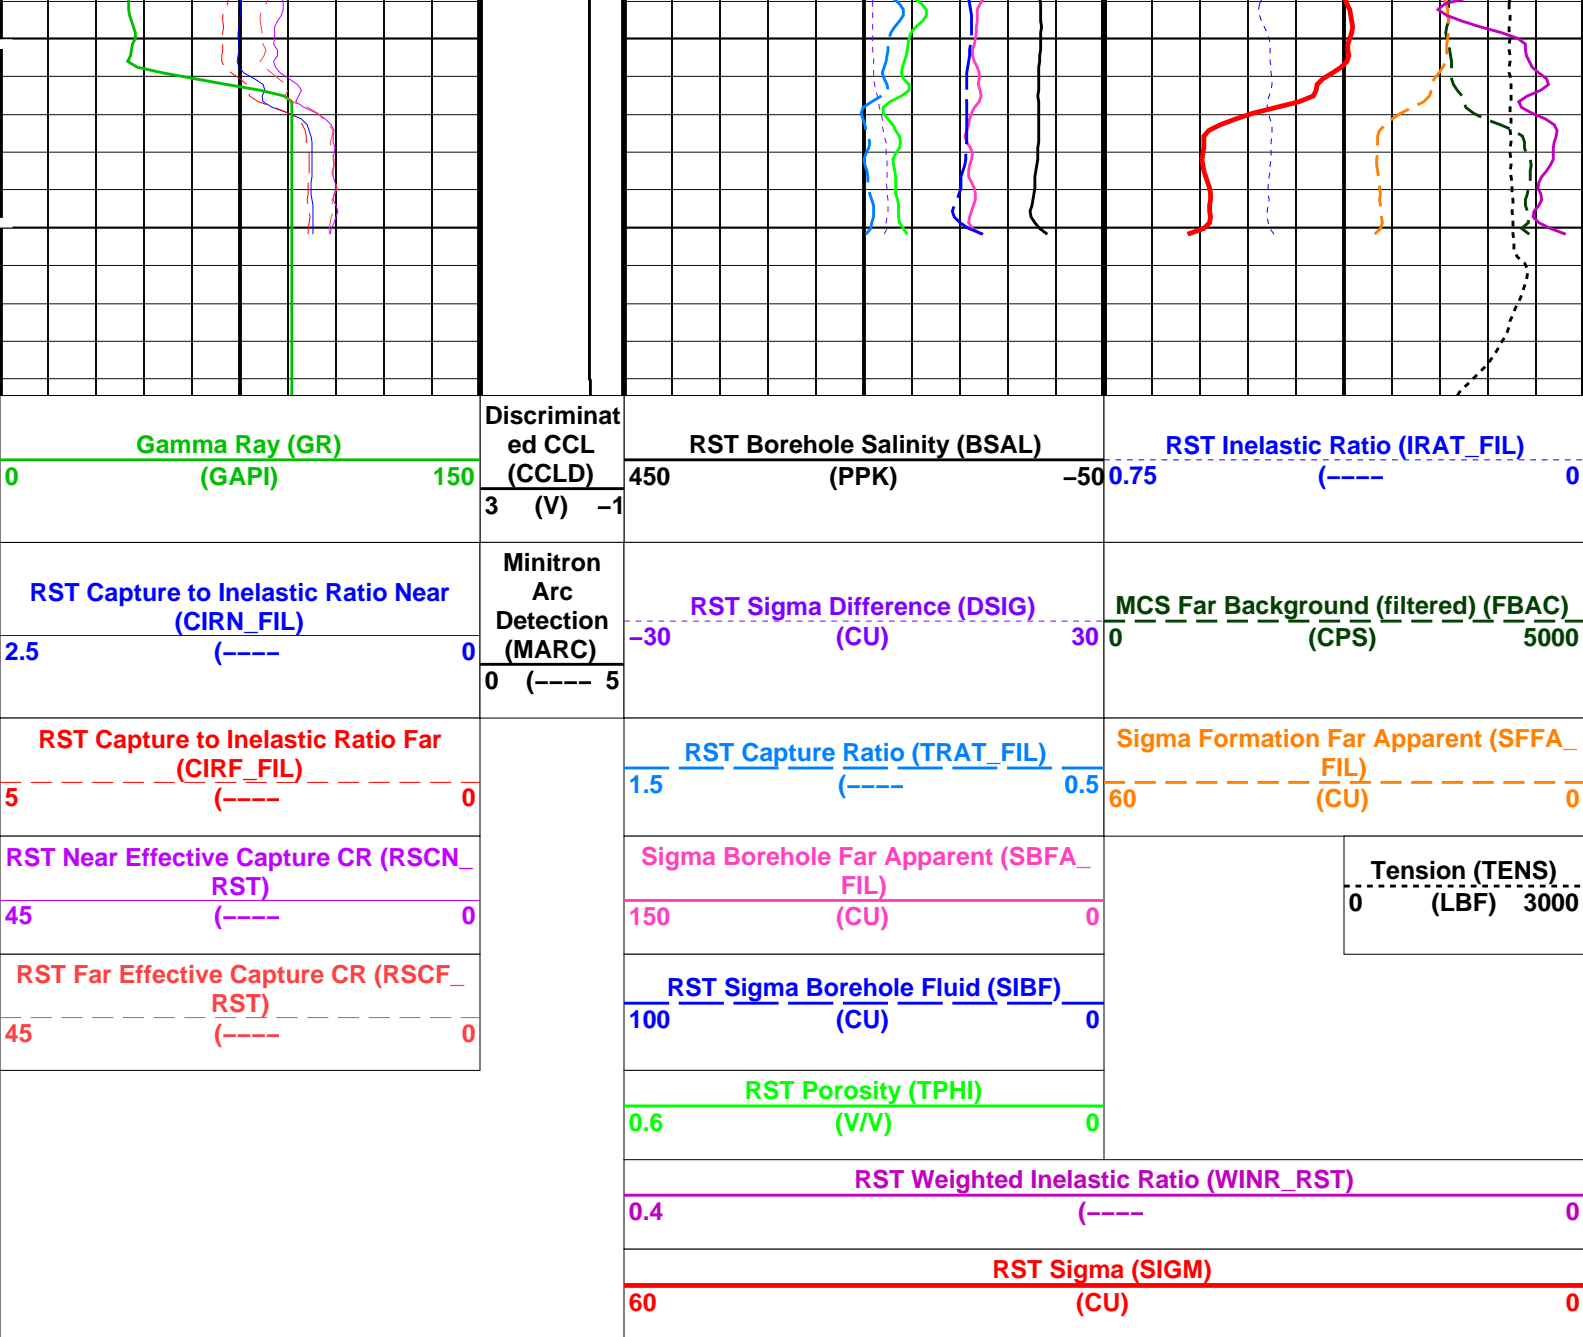 Gamma Ray (GR)
0 (GAPI) 150
Discriminat
ed CCL
(CCLD)
3 (V) −1
RST Borehole Salinity (BSAL)
450 (PPK) −50
RST Inelastic Ratio (IRAT_FIL)
0.75 (−−−− 0
RST Capture to Inelastic Ratio Near
(CIRN_FIL)
2.5 (−−−− 0
Minitron
Arc
Detection
(MARC)
0 (−−−− 5
RST Sigma Difference (DSIG)
−30 (CU) 30
MCS Far Background (filtered) (FBAC)
0 (CPS) 5000
RST Capture to Inelastic Ratio Far
(CIRF_FIL)
5 (−−−− 0
RST Capture Ratio (TRAT_FIL)
1.5 (−−−− 0.5
Sigma Formation Far Apparent (SFFA_
FIL)
60 (CU) 0
RST Near Effective Capture CR (RSCN_
RST)
45 (−−−− 0
Sigma Borehole Far Apparent (SBFA_
FIL)
150 (CU) 0
Tension (TENS)
0 (LBF) 3000
RST Far Effective Capture CR (RSCF_
RST)
45 (−−−− 0
RST Sigma Borehole Fluid (SIBF)
100 (CU) 0
RST Porosity (TPHI)
0.6 (V/V) 0
RST Weighted Inelastic Ratio (WINR_RST)
0.4 (−−−− 0
RST Sigma (SIGM)
60 (CU) 0